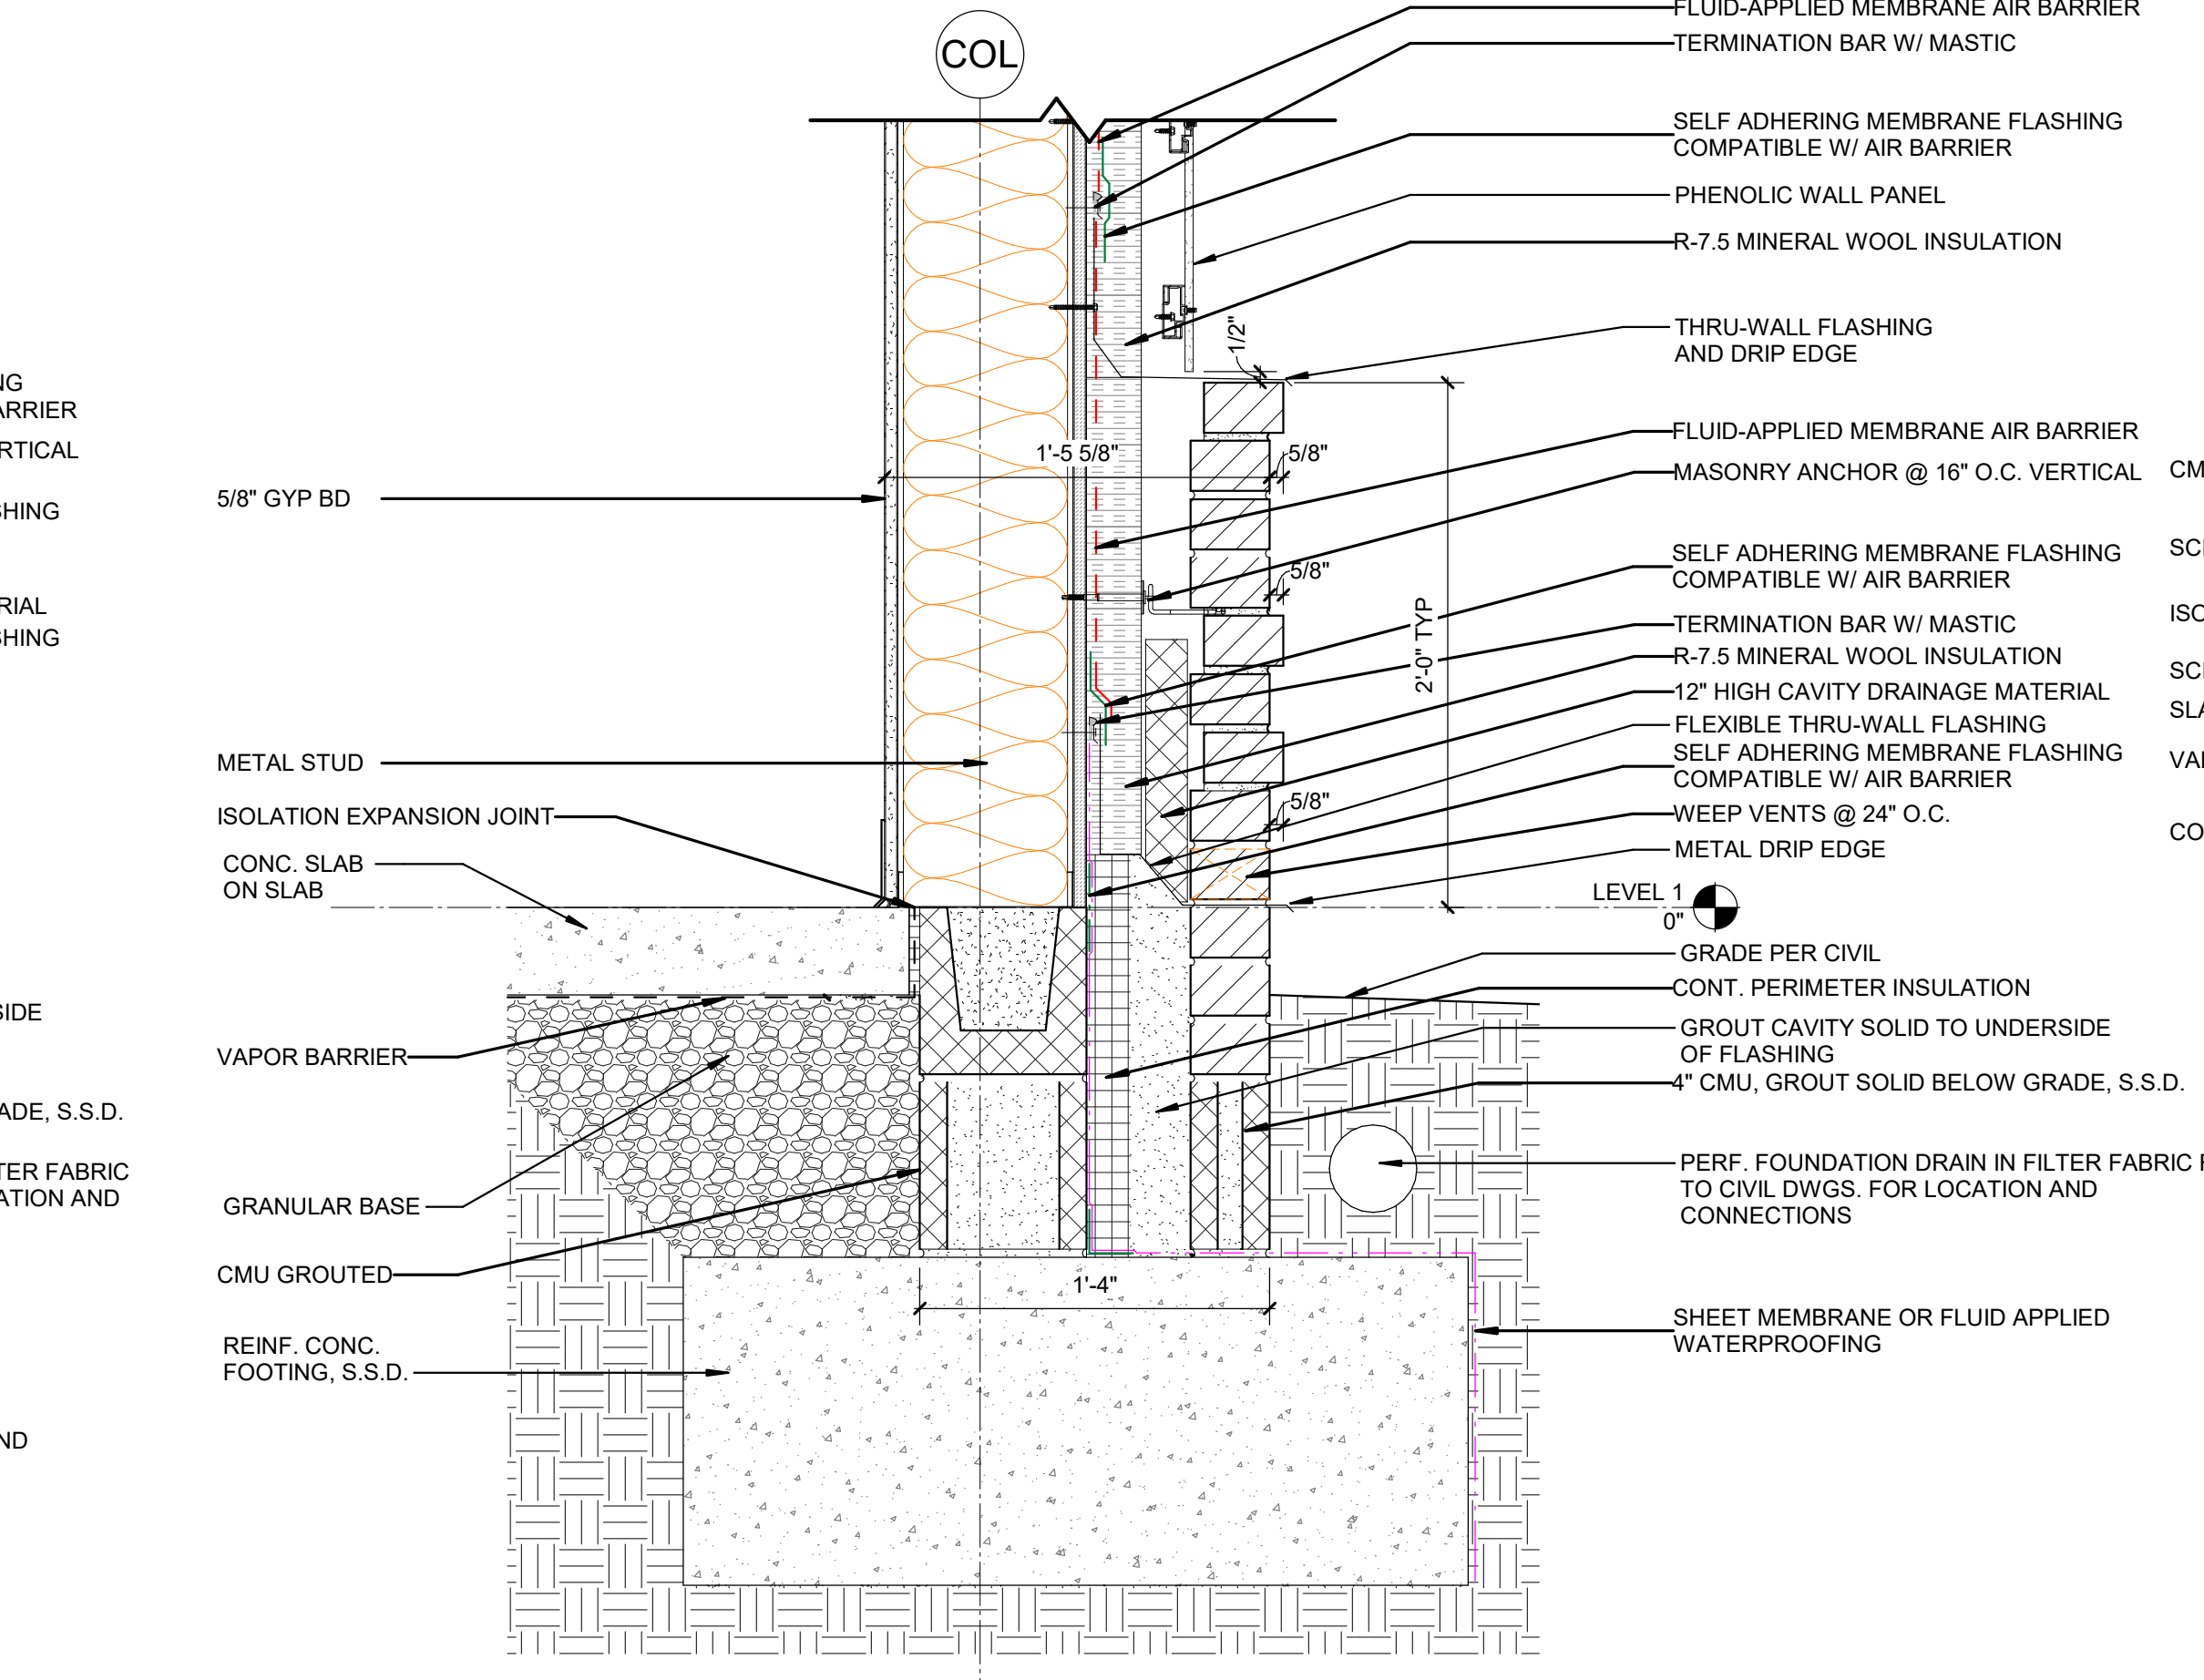 COL
FLUID-APPLIED MEMBRANE AIR BARRIER
TERMINATION BAR W/ MASTIC
SELF ADHERING MEMBRANE FLASHING
COMPATIBLE W/ AIR BARRIER
PHENOLIC WALL PANEL
R-7.5 MINERAL WOOL INSULATION
THRU-WALL FLASHING
AND DRIP EDGE
1/2"
1'-5 5/8"
5/8"
5/8"
5/8"
2'-0" TYP
FLUID-APPLIED MEMBRANE AIR BARRIER
MASONRY ANCHOR @ 16" O.C. VERTICAL
SELF ADHERING MEMBRANE FLASHING
COMPATIBLE W/ AIR BARRIER
TERMINATION BAR W/ MASTIC
R-7.5 MINERAL WOOL INSULATION
12" HIGH CAVITY DRAINAGE MATERIAL
FLEXIBLE THRU-WALL FLASHING
SELF ADHERING MEMBRANE FLASHING
COMPATIBLE W/ AIR BARRIER
WEEP VENTS @ 24" O.C.
METAL DRIP EDGE
LEVEL 1
0"
GRADE PER CIVIL
CONT. PERIMETER INSULATION
GROUT CAVITY SOLID TO UNDERSIDE
OF FLASHING
4" CMU, GROUT SOLID BELOW GRADE, S.S.D.
PERF. FOUNDATION DRAIN IN FILTER FABRIC
TO CIVIL DWGS. FOR LOCATION AND
CONNECTIONS
SHEET MEMBRANE OR FLUID APPLIED
WATERPROOFING
1'-4"
5/8" GYP BD
METAL STUD
ISOLATION EXPANSION JOINT
CONC. SLAB
ON SLAB
VAPOR BARRIER
GRANULAR BASE
CMU GROUTED
REINF. CONC.
FOOTING, S.S.D.
NG
ARRIER
RTICAL
SHING
RIAL
SHING
SIDE
ADE, S.S.D.
TER FABRIC
ATION AND
ND
CM
ISO
SLA
CO